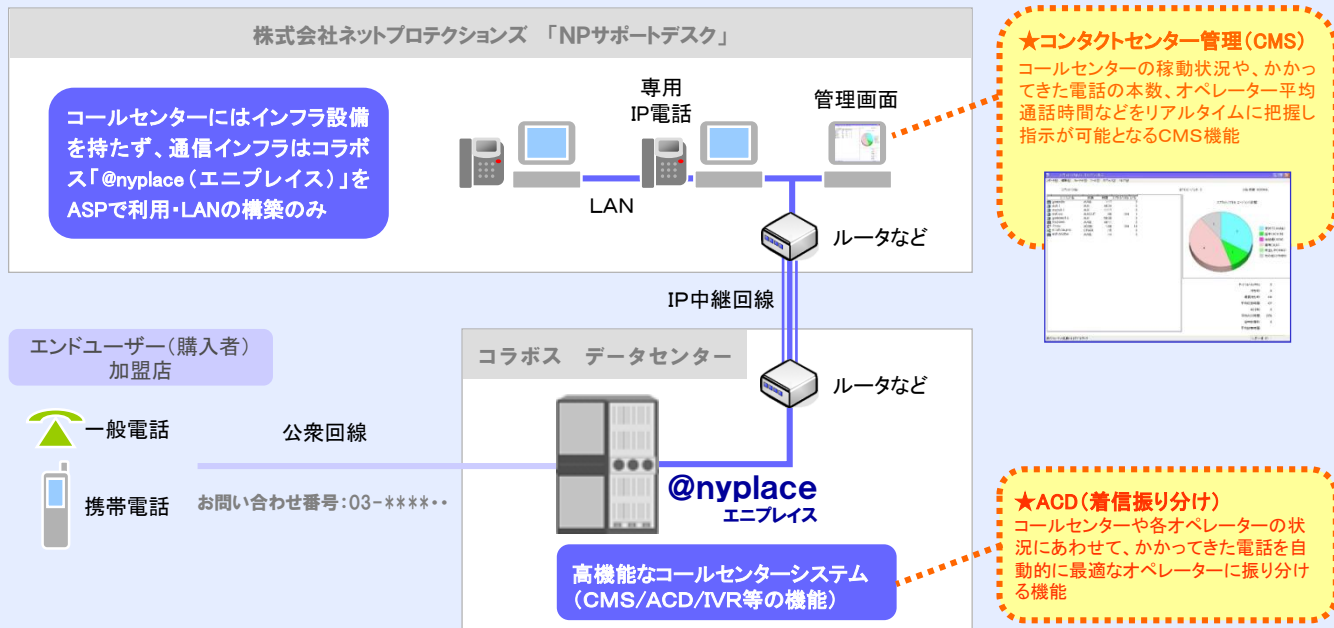 株式会社ネットプロテクションズ 「NPサポートデスク」
コールセンターにはインフラ設備
を持たず、通信インフラはコラボ
ス「@nyplace(エニプレイス)」を
ASPで利用・LANの構築のみ
専用
IP電話
管理画面
LAN
ルータなど
IP中継回線
★コンタクトセンター管理(CMS)
コールセンターの稼動状況や、かかっ
てきた電話の本数、オペレーター平均
通話時間などをリアルタイムに把握し
指示が可能となるCMS機能
エンドユーザー(購入者)
加盟店
一般電話
携帯電話
公衆回線
お問い合わせ番号:03-****・・
コラボス データセンター
ルータなど
@nyplace
エニプレイス
高機能なコールセンターシステム
(CMS/ACD/IVR等の機能)
★ACD(着信振り分け)
コールセンターや各オペレーターの状
況にあわせて、かかってきた電話を自
動的に最適なオペレーターに振り分け
る機能